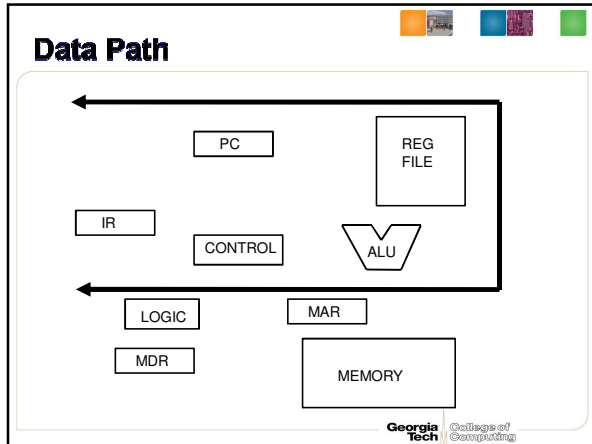 Data Path
PC
REG
FILE
IR
CONTROL
ALU
LOGIC
MAR
MDR
MEMORY
Georgia College of
Tech Computing